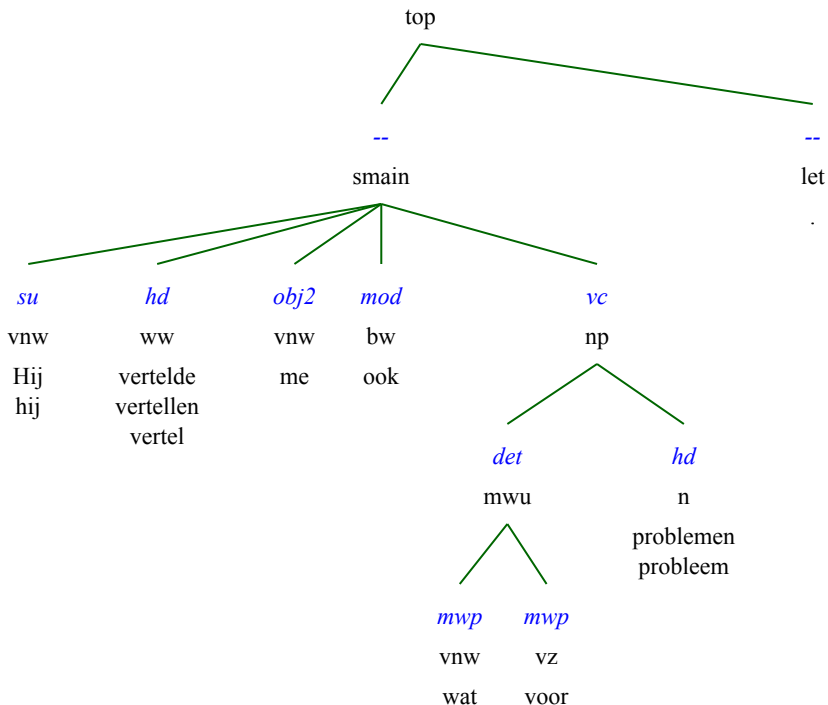 top
-- --
smain let
.
su hd obj2 mod vc
vnw ww vnw bw np
Hij vertelde me ook
hij vertellen
vertel
det hd
mwu n
problemen
probleem
mwp mwp
vnw vz
wat voor